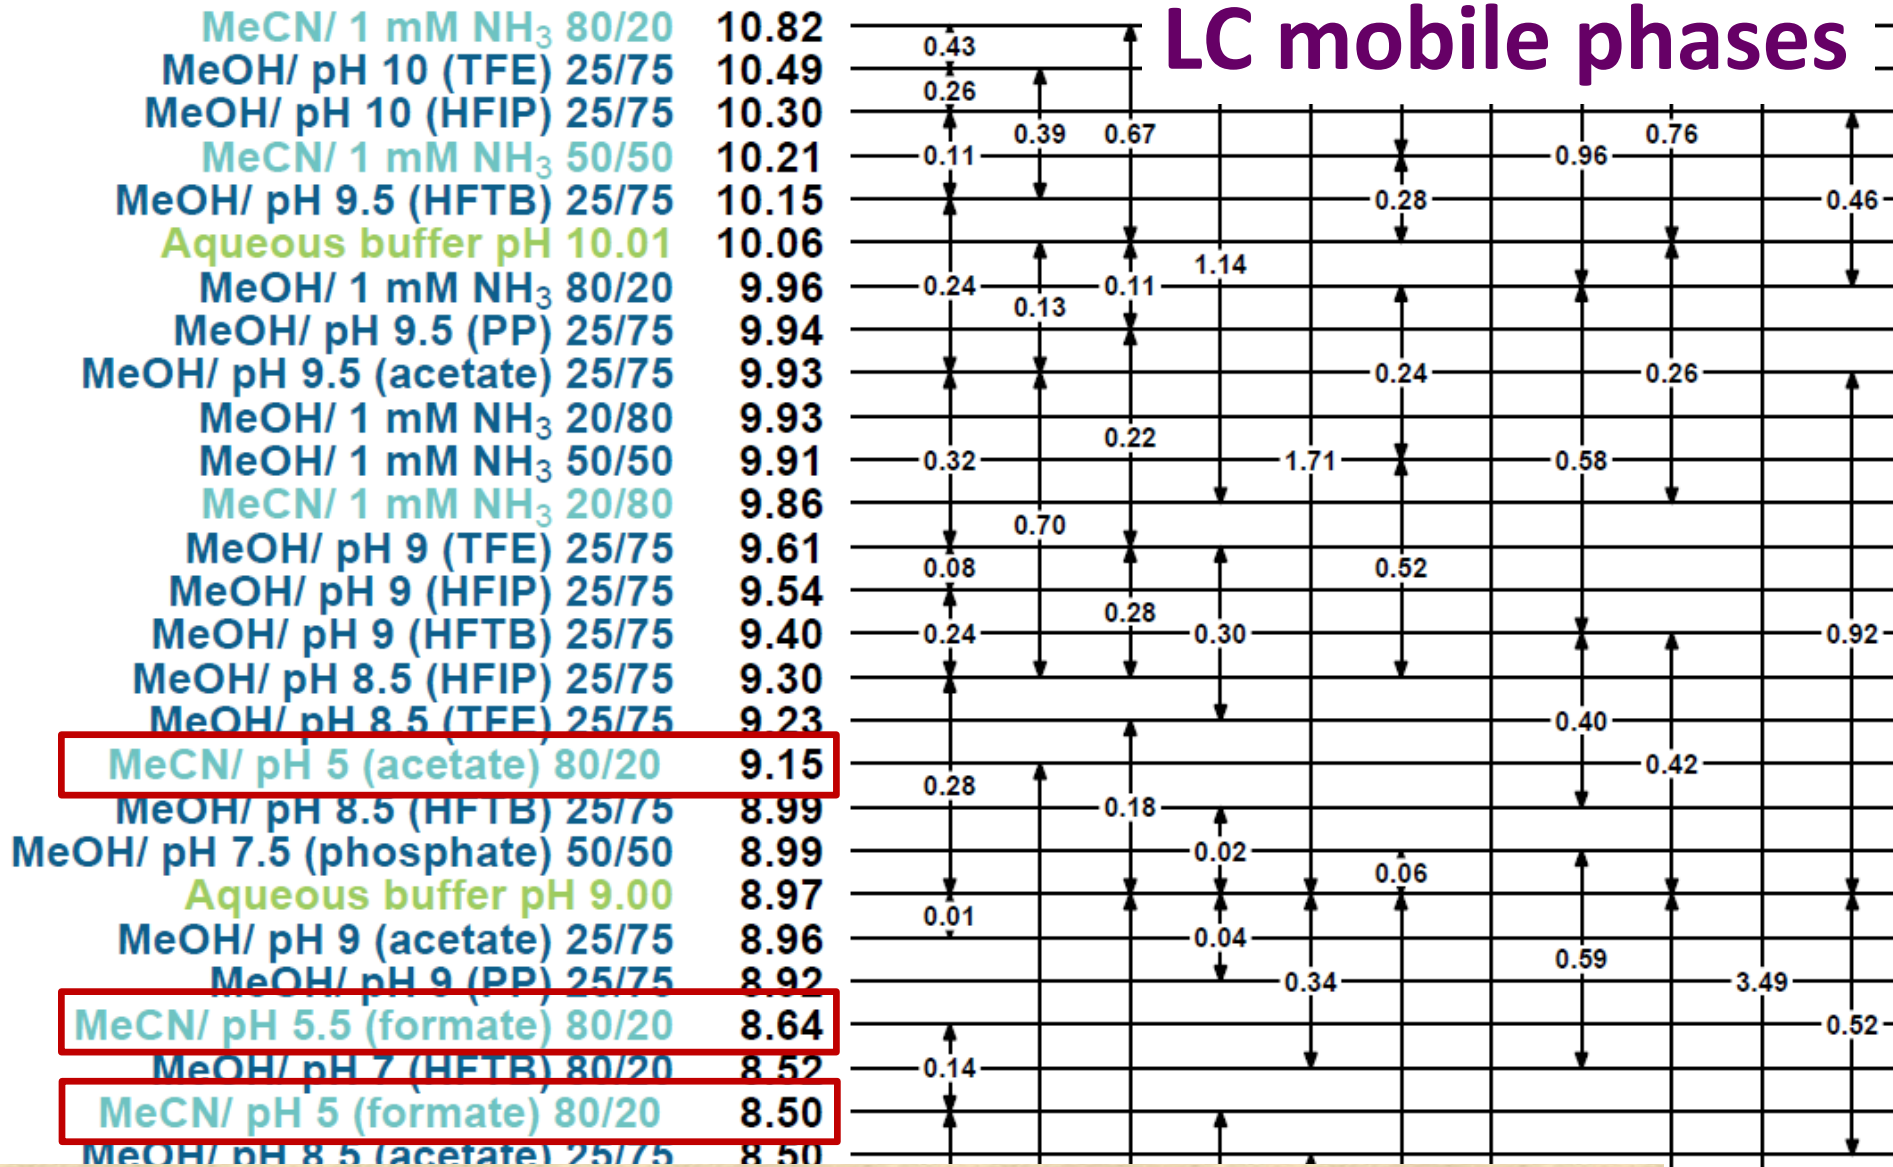 LC mobile phases
MeCN/ 1 mM NH₃ 80/20 10.82
0.43
MeOH/ pH 10 (TFE) 25/75 10.49
0.26
MeOH/ pH 10 (HFIP) 25/75 10.30
0.39 0.67 0.76
MeCN/ 1 mM NH₃ 50/50 10.21 0.11 0.96
MeOH/ pH 9.5 (HFTB) 25/75 10.15 0.28 0.46
Aqueous buffer pH 10.01 10.06
1.14
MeOH/ 1 mM NH₃ 80/20 9.96 0.24 0.11
0.13
MeOH/ pH 9.5 (PP) 25/75 9.94
MeOH/ pH 9.5 (acetate) 25/75 9.93 0.24 0.26
MeOH/ 1 mM NH₃ 20/80 9.93
0.22
MeOH/ 1 mM NH₃ 50/50 9.91 0.32 1.71 0.58
MeCN/ 1 mM NH₃ 20/80 9.86
0.70
MeOH/ pH 9 (TFE) 25/75 9.61
0.08 0.52
MeOH/ pH 9 (HFIP) 25/75 9.54
0.28
MeOH/ pH 9 (HFTB) 25/75 9.40 0.24 0.30 0.92
MeOH/ pH 8.5 (HFIP) 25/75 9.30
MeOH/ pH 8.5 (TFE) 25/75 9.23 0.40
MeCN/ pH 5 (acetate) 80/20 9.15 0.42
0.28
MeOH/ pH 8.5 (HFTB) 25/75 8.99 0.18
MeOH/ pH 7.5 (phosphate) 50/50 8.99 0.02
0.06
Aqueous buffer pH 9.00 8.97
0.01
MeOH/ pH 9 (acetate) 25/75 8.96 0.04
0.59
MeOH/ pH 9 (PP) 25/75 8.92 0.34 3.49
MeCN/ pH 5.5 (formate) 80/20 8.64 0.52
MeOH/ pH 7 (HFTB) 80/20 8.52 0.14
MeCN/ pH 5 (formate) 80/20 8.50
MeOH/ pH 8.5 (acetate) 25/75 8.50